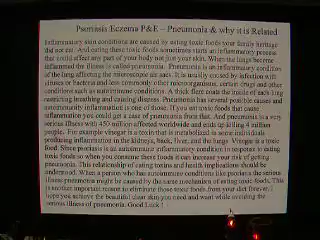 Psoriasis Eczema P&E – Pneumonia & why it is Related
Inflammatory skin conditions are caused by eating toxic foods your family heritage
did not eat. And eating these toxic foods sometimes starts an inflammatory process
that could affect any part of your body not just your skin. When the lungs become
inflammed the illness is called pneumonia. Pneumonia is an inflammatory condition
of the lung affecting the microscopic air sacs. It is usually caused by infection with
viruses or bacteria and less commonly other microorganisms, certain drugs and other
conditions such as autoimmune conditions. A thick fluid coats the inside of each lung
restricting breathing and causing illness. Pneumonia has several possible causes and
autoimmunity inflammation is one of those. If you eat toxic foods that cause
inflammation you could get a case of pneumonia from that. And pneumonia is a very
serious illness with 450 million affected worldwide and ends up killing 4 million
people. For example vinegar is a toxin that is metabolized in some individuals
producing inflammation in the kidneys, back, liver, and the lungs. Vinegar is a toxic
food. Since psoriasis is an autoimmune inflammatory condition in response to eating
toxic foods so when you consume these foods it can increase your risk of getting
pneumonia. This relationship of eating toxins and health implications should be
understood. When a person who has autoimmune conditions like psoriasis the serious
illness pneumonia might be caused by the same mechanism of eating toxic foods. This
is another important reason to eliminate those toxic foods from your diet forever. I
hope you achieve the beautiful clear skin you need and want while avoiding the
serious illness of pneumonia. Good Luck !